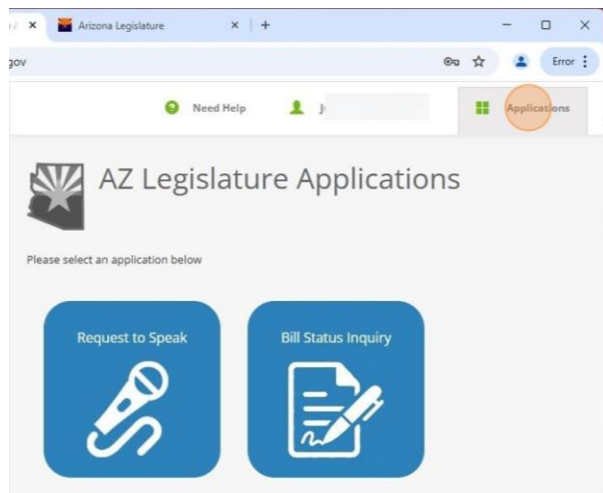 Arizona Legislature
gov
Error
Need Help
Applications
AZ Legislature Applications
Please select an application below
Request to Speak
Bill Status Inquiry